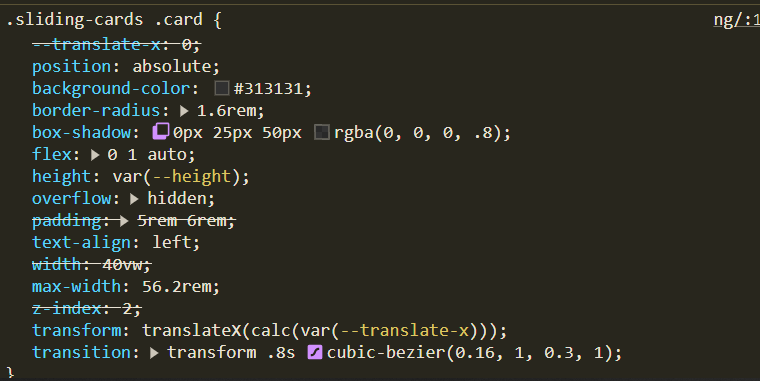 .sliding-cards .card {
ng/:1
--translate-x: 0;
position: absolute;
background-color: #313131;
border-radius: 1.6rem;
box-shadow: 0px 25px 50px rgba(0, 0, 0, .8);
flex: 0 1 auto;
height: var(--height);
overflow: hidden;
padding: 5rem 6rem;
text-align: left;
width: 40vw;
max-width: 56.2rem;
z-index: 2;
transform: translateX(calc(var(--translate-x)));
transition: transform .8s cubic-bezier(0.16, 1, 0.3, 1);
}